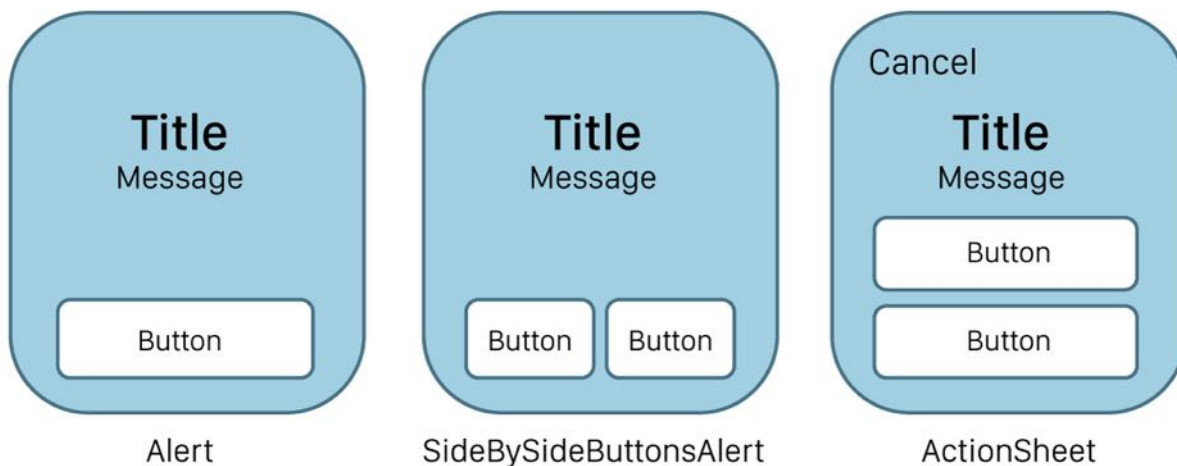 Title
Message
Button
Alert
Title
Message
Button Button
SideBySideButtonsAlert
Cancel
Title
Message
Button
Button
ActionSheet